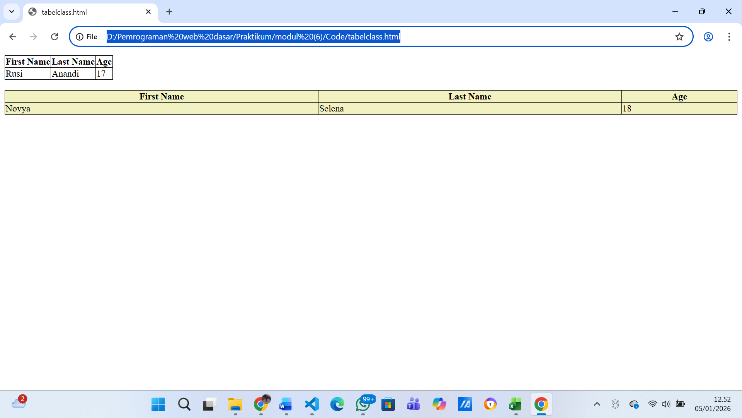 tabelclass.html
File D:/Pemrograman%20web%20dasar/Praktikum/modul%20(6)/Code/tabelclass.html
First Name Last Name Age
Rusi Anandi 17
First Name Last Name Age
Novya Selena 18
2
99+
12.52
05/01/2026